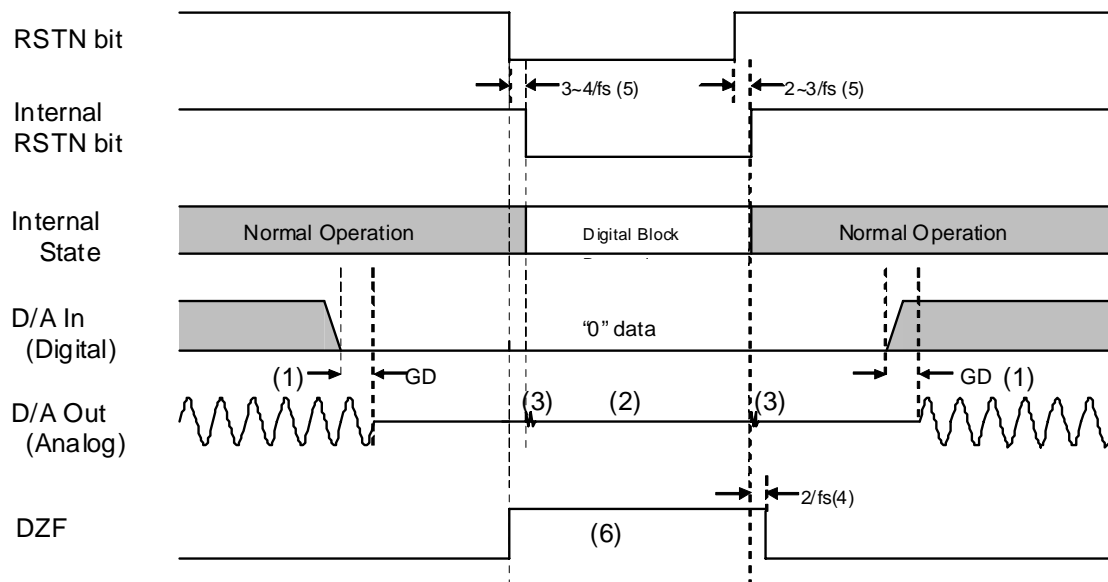 RSTN bit
3~4/fs (5)
2~3/fs (5)
Internal
RSTN bit
Internal
State
Normal Operation
Digital Block
Normal Operation
D/A In
(Digital)
“0” data
(1)
GD
GD
(1)
D/A Out
(Analog)
(3)
(2)
(3)
2/fs(4)
DZF
(6)